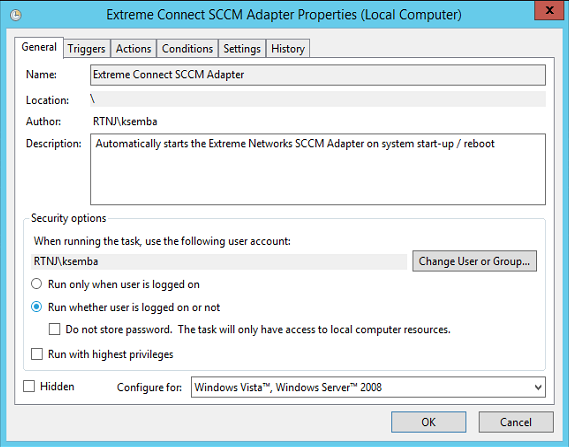 Extreme Connect SCCM Adapter Properties (Local Computer)
x
General Triggers Actions Conditions Settings History
Name: Extreme Connect SCCM Adapter
Location: \
Author: RTNJ\ksemba
Description: Automatically starts the Extreme Networks SCCM Adapter on system start-up / reboot
Security options
When running the task, use the following user account:
RTNJ\ksemba Change User or Group...
Run only when user is logged on
Run whether user is logged on or not
Do not store password. The task will only have access to local computer resources.
Run with highest privileges
Hidden Configure for: Windows Vista™, Windows Server™ 2008
OK Cancel